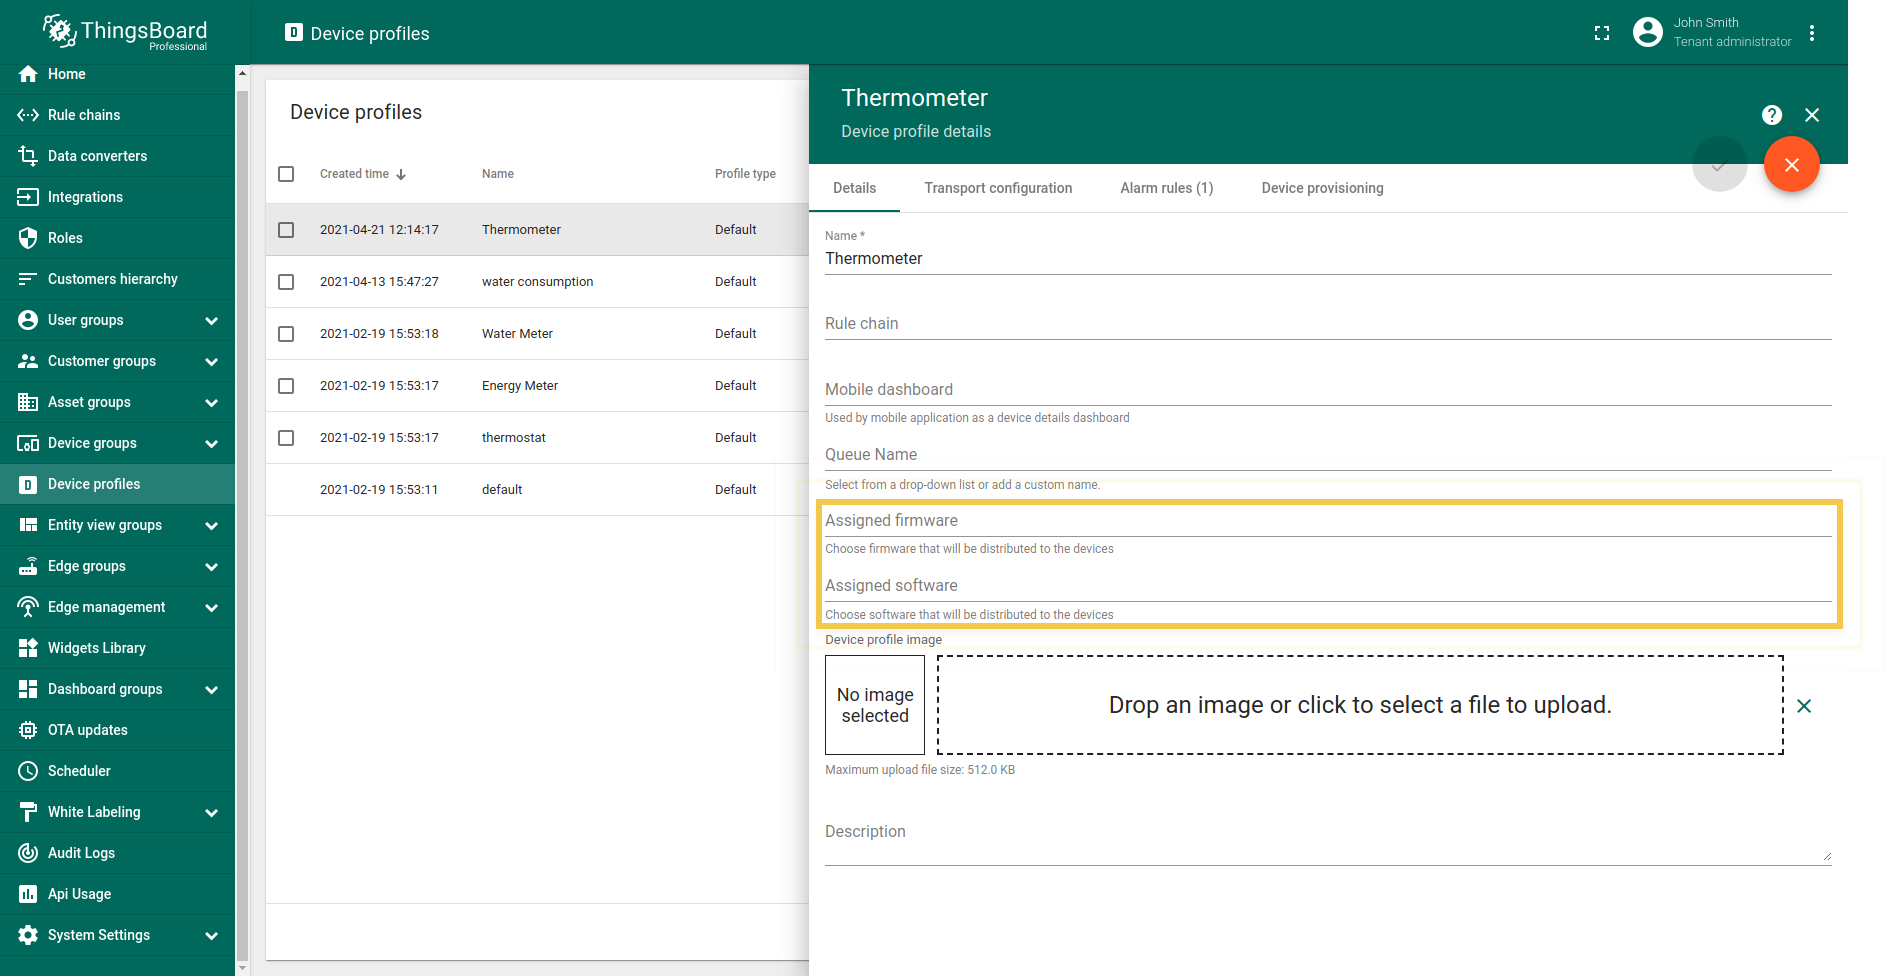 ThingsBoard
Professional
Device profiles
John Smith
Tenant administrator
Home
Rule chains
Data converters
Integrations
Roles
Customers hierarchy
User groups
Customer groups
Asset groups
Device groups
Device profiles
Entity view groups
Edge groups
Edge management
Widgets Library
Dashboard groups
OTA updates
Scheduler
White Labeling
Audit Logs
Api Usage
System Settings
Device profiles
Created time Name Profile type
2021-04-21 12:14:17 Thermometer Default
2021-04-13 15:47:27 water consumption Default
2021-02-19 15:53:18 Water Meter Default
2021-02-19 15:53:17 Energy Meter Default
2021-02-19 15:53:17 thermostat Default
2021-02-19 15:53:11 default Default
Thermometer
Device profile details
Details Transport configuration Alarm rules (1) Device provisioning
Name *
Thermometer
Rule chain
Mobile dashboard
Used by mobile application as a device details dashboard
Queue Name
Select from a drop-down list or add a custom name.
Assigned firmware
Choose firmware that will be distributed to the devices
Assigned software
Choose software that will be distributed to the devices
Device profile image
No image
selected
Drop an image or click to select a file to upload.
Maximum upload file size: 512.0 KB
Description